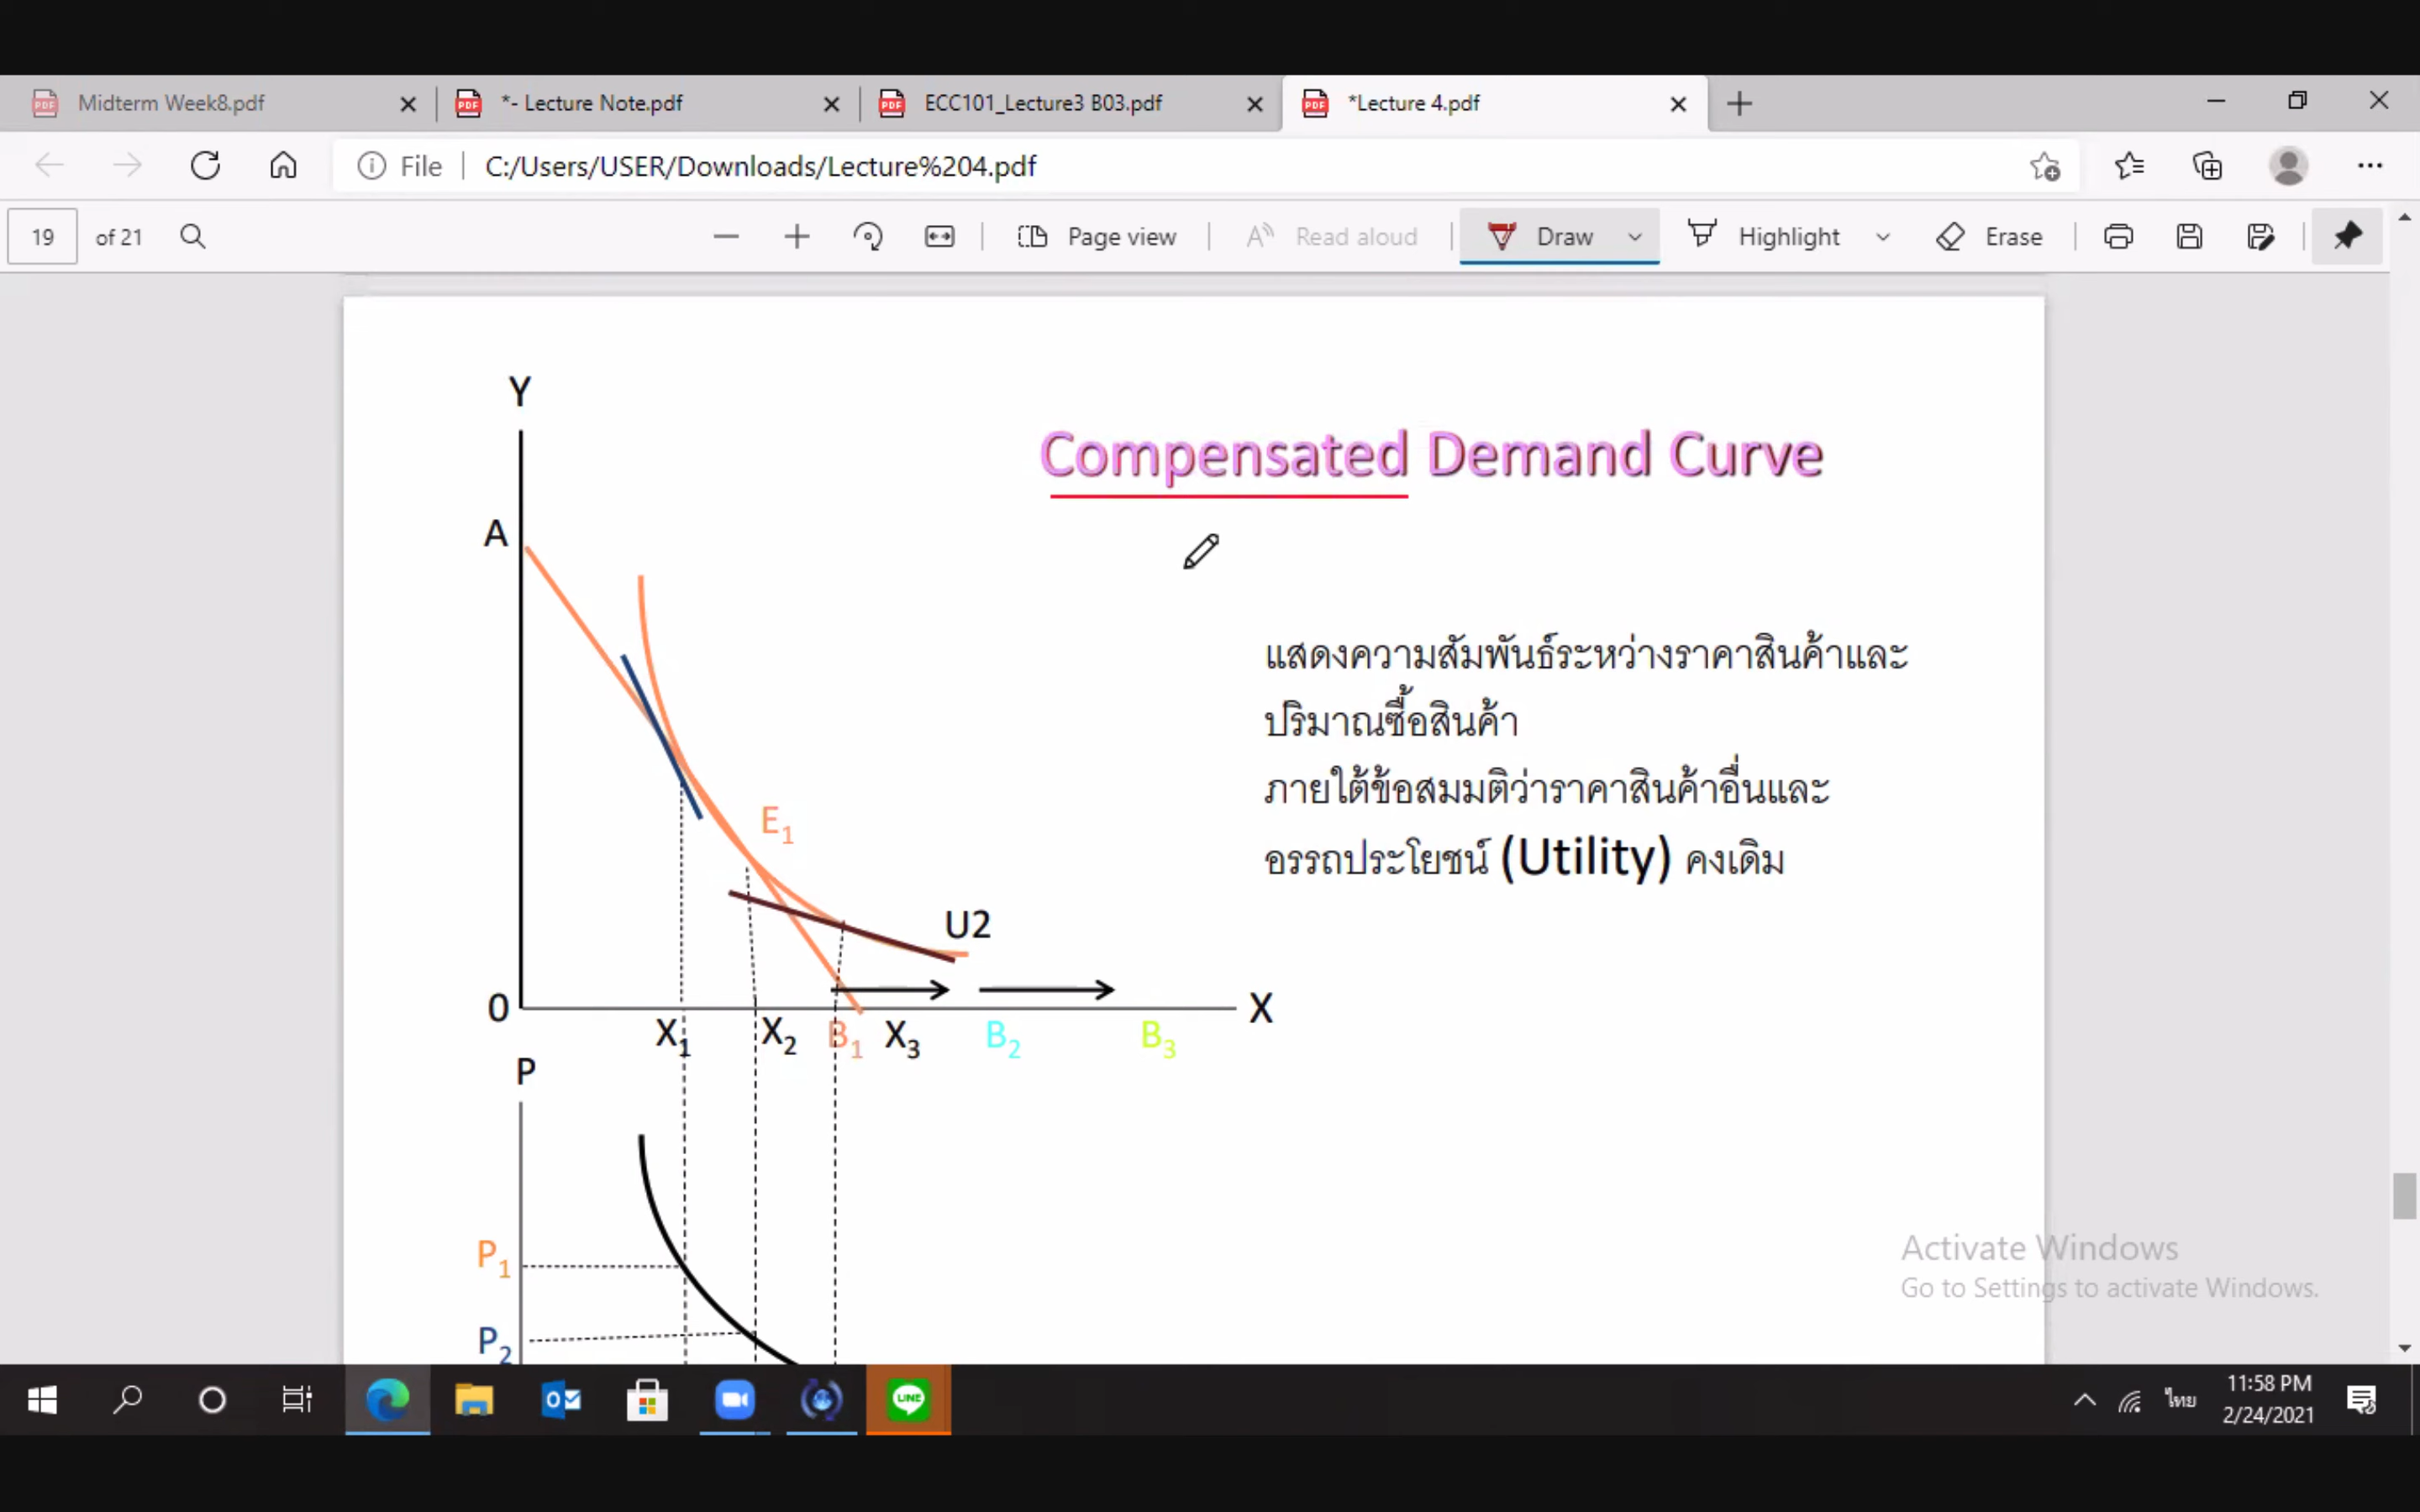 Midterm Week8.pdf
*- Lecture Note.pdf
ECC101_Lecture3 B03.pdf
*Lecture 4.pdf
File
C:/Users/USER/Downloads/Lecture%204.pdf
19 of 21
Page view
Read aloud
Draw
Highlight
Erase
Y
Compensated Demand Curve
A
แสดงความสัมพันธ์ระหว่างราคาสินค้าและ
ปริมาณซื้อสินค้า
ภายใต้ข้อสมมติว่าราคาสินค้าอื่นและ
อรรถประโยชน์ (Utility) คงเดิม
E1
U2
0
X
X1 X2 B1 X3 B2 B3
P
P1
P2
Activate Windows
Go to Settings to activate Windows.
LINE
ไทย
11:58 PM
2/24/2021